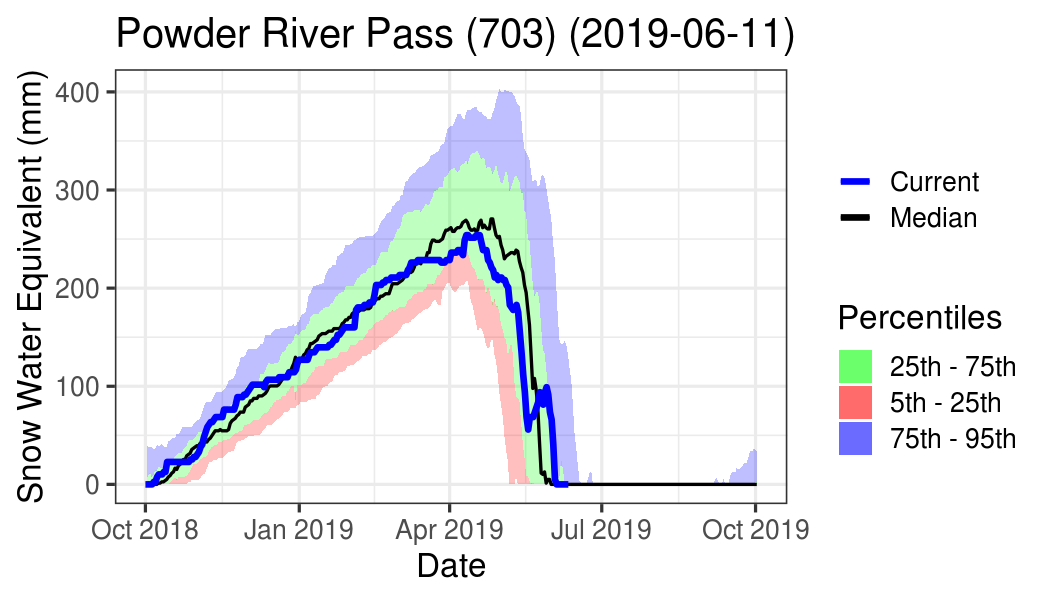 Powder River Pass (703) (2019-06-11)
Snow Water Equivalent (mm)
400
300
200
100
0
Oct 2018
Jan 2019
Apr 2019
Jul 2019
Oct 2019
Date
Current
Median
Percentiles
25th - 75th
5th - 25th
75th - 95th